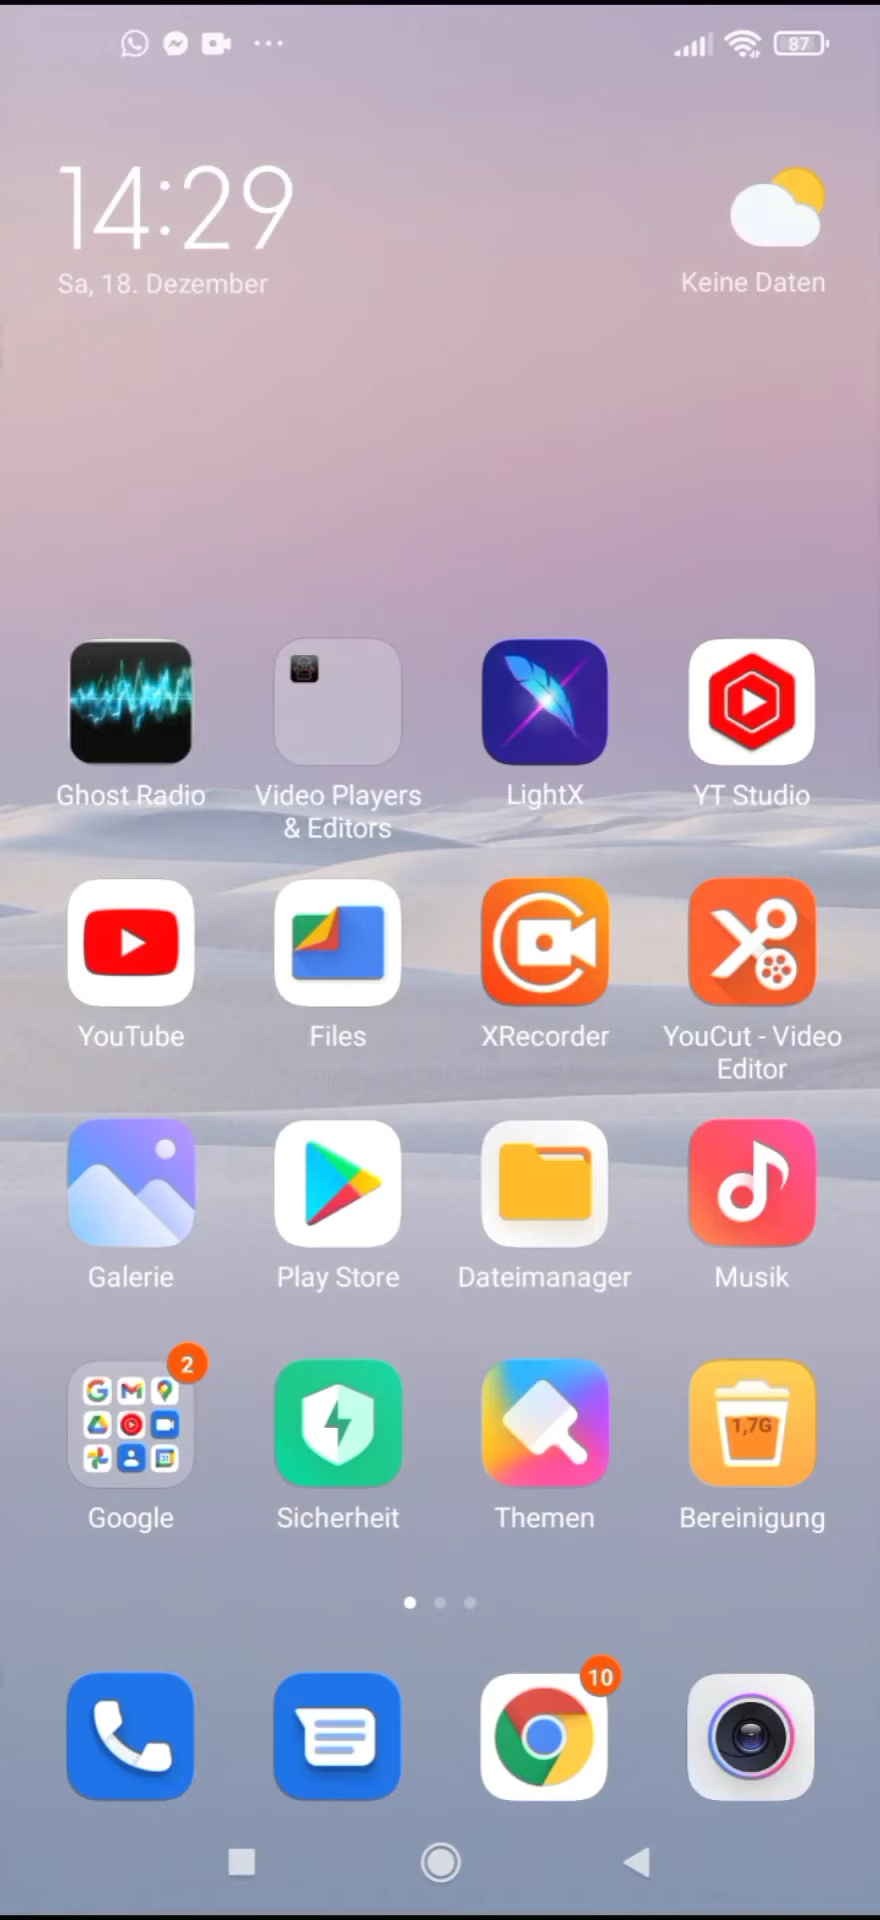 87
14:29
Sa, 18. Dezember
Keine Daten
Ghost Radio
Video Players
& Editors
LightX
YT Studio
YouTube
Files
XRecorder
YouCut - Video
Editor
Galerie
Play Store
Dateimanager
Musik
2
1,7G
Google
Sicherheit
Themen
Bereinigung
10